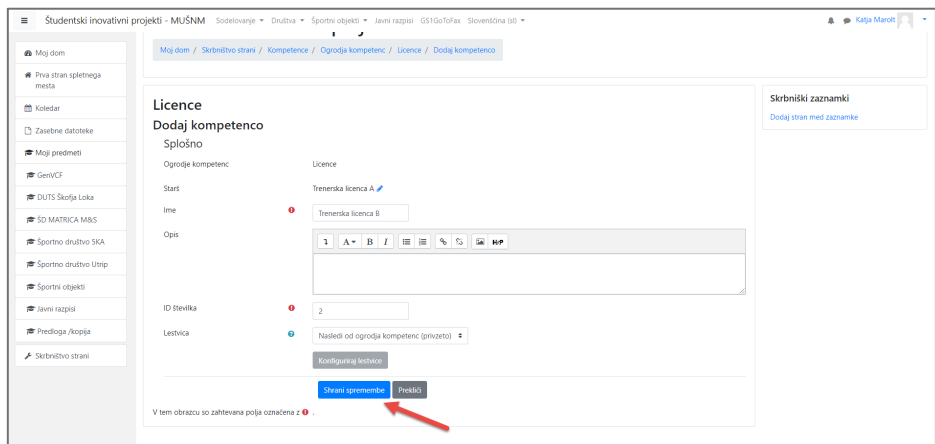 Študentski inovativni projekti - MUŠNM Sodelovanje Društva Športni objekti Javni razpisi GS1GoToFax Slovenščina (sl) Katja Marolt
Moj dom
Prva stran spletnega
mesta
Koledar
Zasebne datoteke
Moji predmeti
GenVCF
DUTS Škofja Loka
ŠD MATRICA M&S
Športno društvo SKA
Športno društvo Utrip
Športni objekti
Javni razpisi
Predloga /kopija
Skrbništvo strani
Moj dom / Skrbništvo strani / Kompetence / Ogrodja kompetenc / Licence / Dodaj kompetenco
Licence
Dodaj kompetenco
Splošno
Ogrodje kompetenc Licence
Starš Trenerska licenca A
Ime Trenerska licenca B
Opis
A B I H-P
ID številka 2
Lestvica Nasledi od ogrodja kompetenc (privzeto)
Konfiguriraj lestvice
Shrani spremembe Prekliči
V tem obrazcu so zahtevana polja označena z .
Skrbniški zaznamki
Dodaj stran med zaznamke